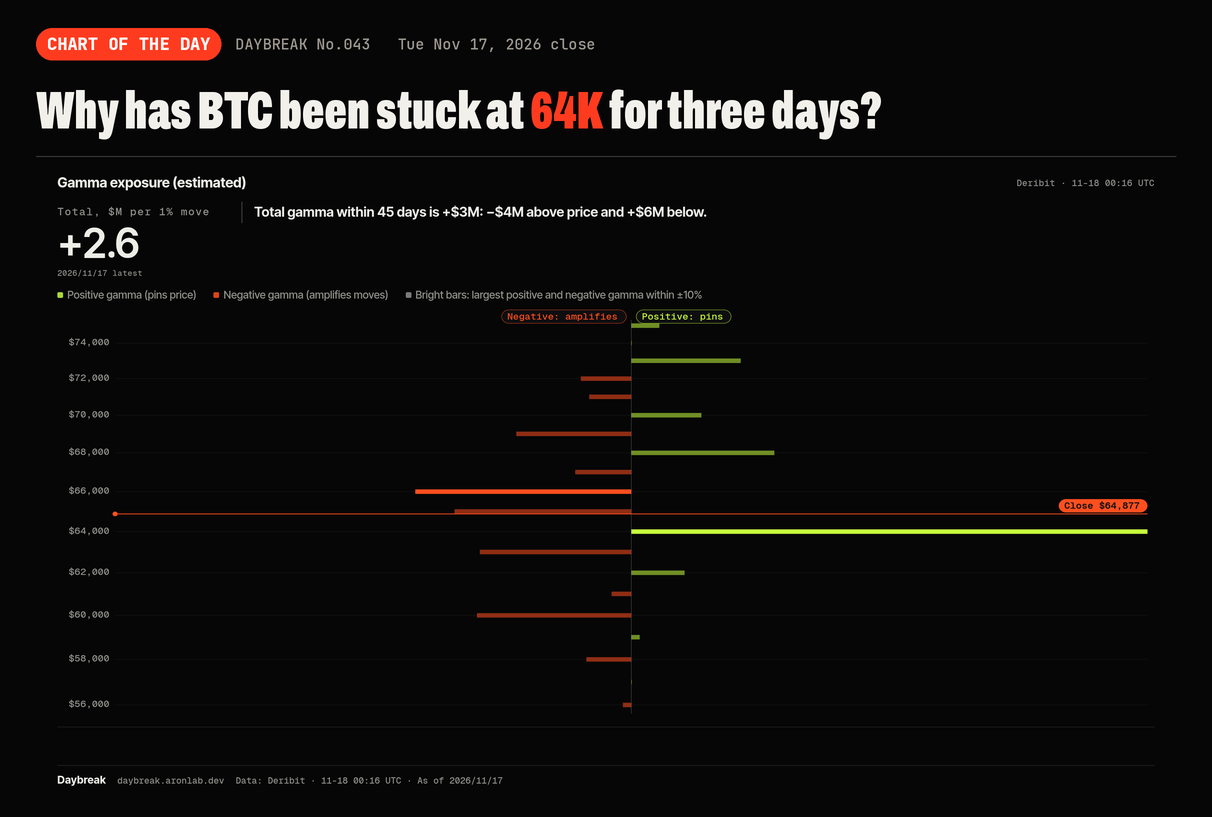 CHART OF THE DAY DAYBREAK No.043 Tue Nov 17, 2026 close
Why has BTC been stuck at 64K for three days?
Gamma exposure (estimated) Deribit · 11-18 00:16 UTC
Total, $M per 1% move Total gamma within 45 days is +$3M: −$4M above price and +$6M below.
+2.6
2026/11/17 latest
Positive gamma (pins price) Negative gamma (amplifies moves) Bright bars: largest positive and negative gamma within ±10%
Negative: amplifies Positive: pins
$74,000
$72,000
$70,000
$68,000
$66,000
Close $64,877
$64,000
$62,000
$60,000
$58,000
$56,000
Daybreak daybreak.aronlab.dev Data: Deribit · 11-18 00:16 UTC · As of 2026/11/17